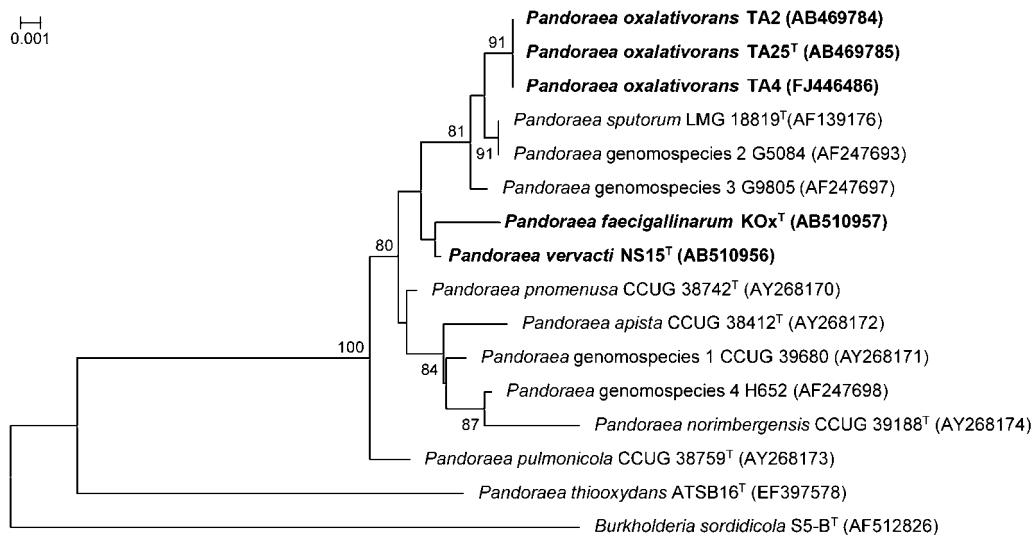 0.001
Pandoraea oxalativorans TA2 (AB469784)
91
Pandoraea oxalativorans TA25ᵀ (AB469785)
Pandoraea oxalativorans TA4 (FJ446486)
Pandoraea sputorum LMG 18819ᵀ(AF139176)
81
91
Pandoraea genomospecies 2 G5084 (AF247693)
Pandoraea genomospecies 3 G9805 (AF247697)
Pandoraea faecigallinarum KOxᵀ (AB510957)
80
Pandoraea vervacti NS15ᵀ (AB510956)
Pandoraea pnomenusa CCUG 38742ᵀ (AY268170)
Pandoraea apista CCUG 38412ᵀ (AY268172)
100
Pandoraea genomospecies 1 CCUG 39680 (AY268171)
84
Pandoraea genomospecies 4 H652 (AF247698)
87
Pandoraea norimbergensis CCUG 39188ᵀ (AY268174)
Pandoraea pulmonicola CCUG 38759ᵀ (AY268173)
Pandoraea thiooxydans ATSB16ᵀ (EF397578)
Burkholderia sordidicola S5-Bᵀ (AF512826)